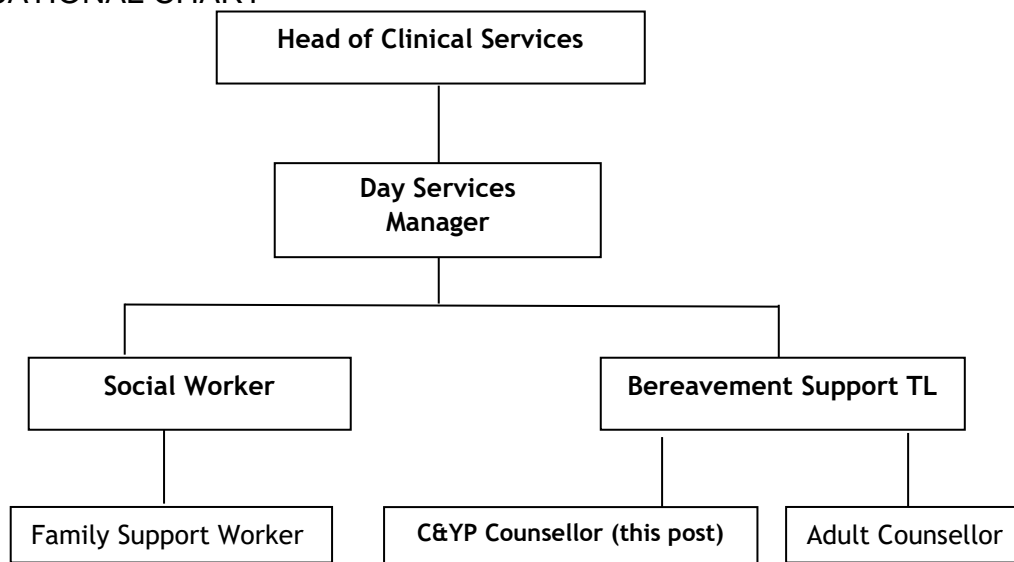 Head of Clinical Services
Day Services
Manager
Social Worker
Bereavement Support TL
Family Support Worker
C&YP Counsellor (this post)
Adult Counsellor